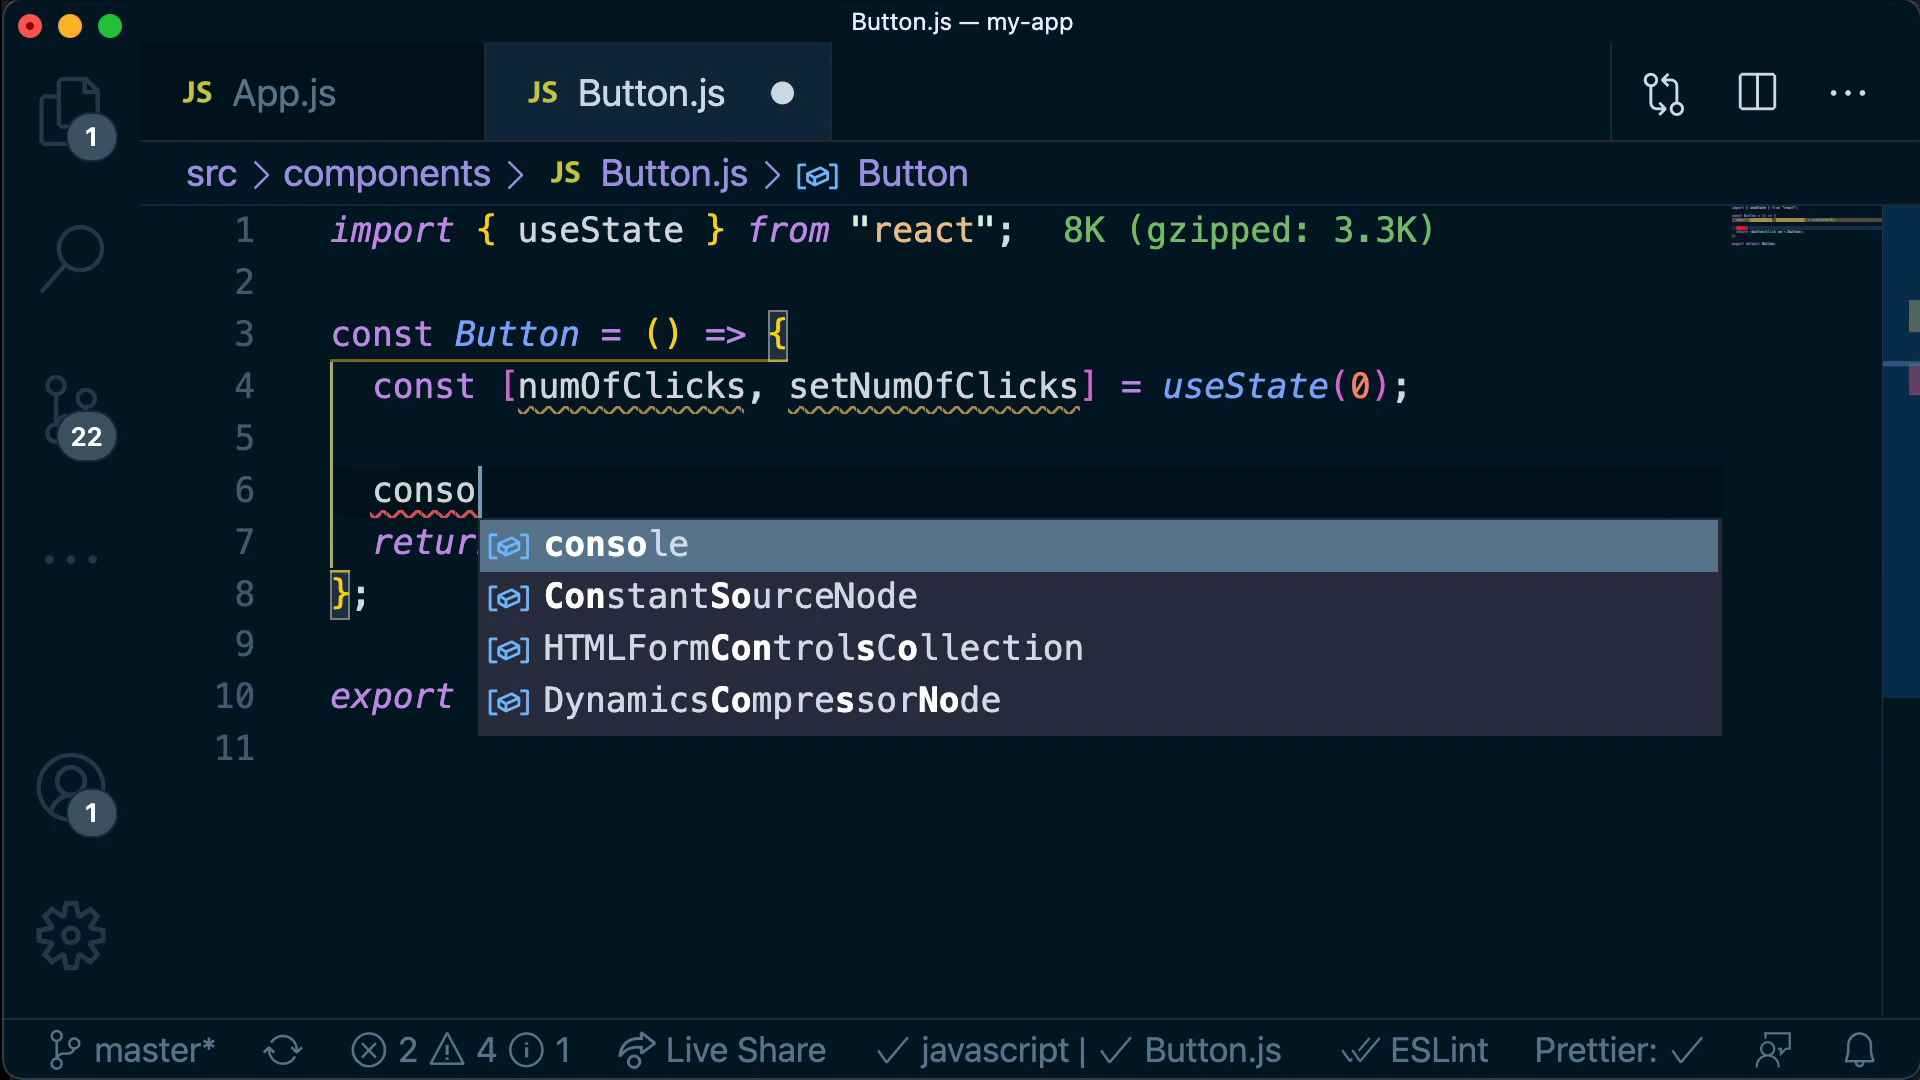 Button.js — my-app
JS App.js
JS Button.js
src > components > JS Button.js > Button
1 import { useState } from "react"; 8K (gzipped: 3.3K)
2
3 const Button = () => {
4 const [numOfClicks, setNumOfClicks] = useState(0);
5
6 conso
7 retur
8 };
9
10 export
11
console
ConstantSourceNode
HTMLFormControlsCollection
DynamicsCompressorNode
1
22
1
master* 2 4 1 Live Share javascript | Button.js ESLint Prettier: